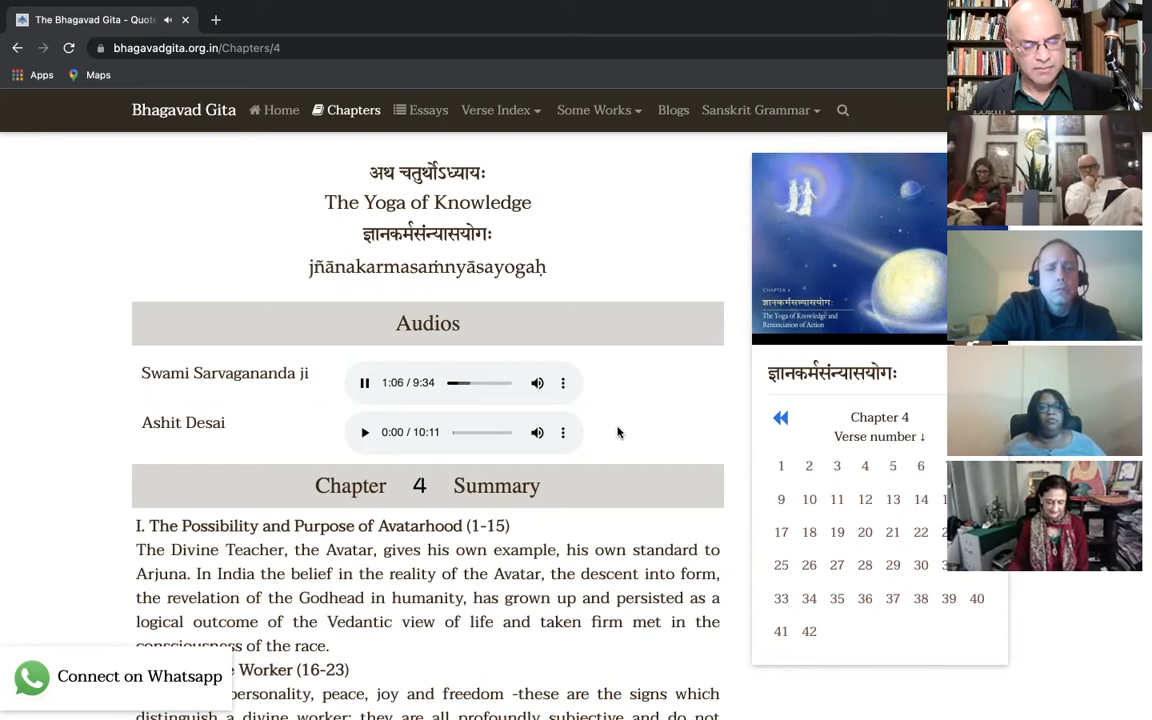 The Bhagavad Gita - Quote
bhagavadgita.org.in/Chapters/4
Apps
Maps
Bhagavad Gita
Home
Chapters
Essays
Verse Index
Some Works
Blogs
Sanskrit Grammar
अथ चतुर्थोऽध्यायः
The Yoga of Knowledge
ज्ञानकर्मसंन्यासयोगः
jñānakarmasaṁnyāsayogaḥ
Audios
Swami Sarvagananda ji
1:06 / 9:34
Ashit Desai
0:00 / 10:11
Chapter 4 Summary
I. The Possibility and Purpose of Avatarhood (1-15)
The Divine Teacher, the Avatar, gives his own example, his own standard to
Arjuna. In India the belief in the reality of the Avatar, the descent into form,
the revelation of the Godhead in humanity, has grown up and persisted as a
logical outcome of the Vedantic view of life and taken firm met in the
consciousness of the race.
Worker (16-23)
personality, peace, joy and freedom -these are the signs which
distinguish a divine worker; they are all profoundly subjective and do not
Connect on Whatsapp
CHAPTER 4
ज्ञानकर्मसंन्यासयोगः
The Yoga of Knowledge and
Renunciation of Action
ज्ञानकर्मसंन्यासयोगः
Chapter 4
Verse number ↓
1 2 3 4 5 6
9 10 11 12 13 14
17 18 19 20 21 22
25 26 27 28 29 30
33 34 35 36 37 38 39 40
41 42